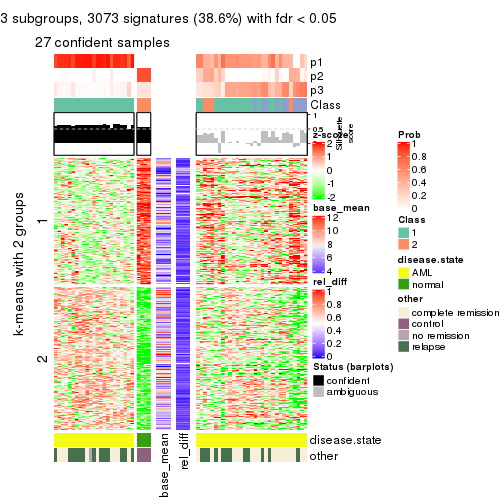 3 subgroups, 3073 signatures (38.6%) with fdr < 0.05
27 confident samples
p1
p2
p3
Class
1
0.5
0
Silhouette score
k-means with 2 groups
1
2
base_mean
rel_diff
disease.state
other
z-score
2
1
0
-1
-2
base_mean
12
10
8
6
4
rel_diff
1
0.8
0.6
0.4
0.2
0
Status (barplots)
confident
ambiguous
Prob
1
0.8
0.6
0.4
0.2
0
Class
1
2
disease.state
AML
normal
other
complete remission
control
no remission
relapse